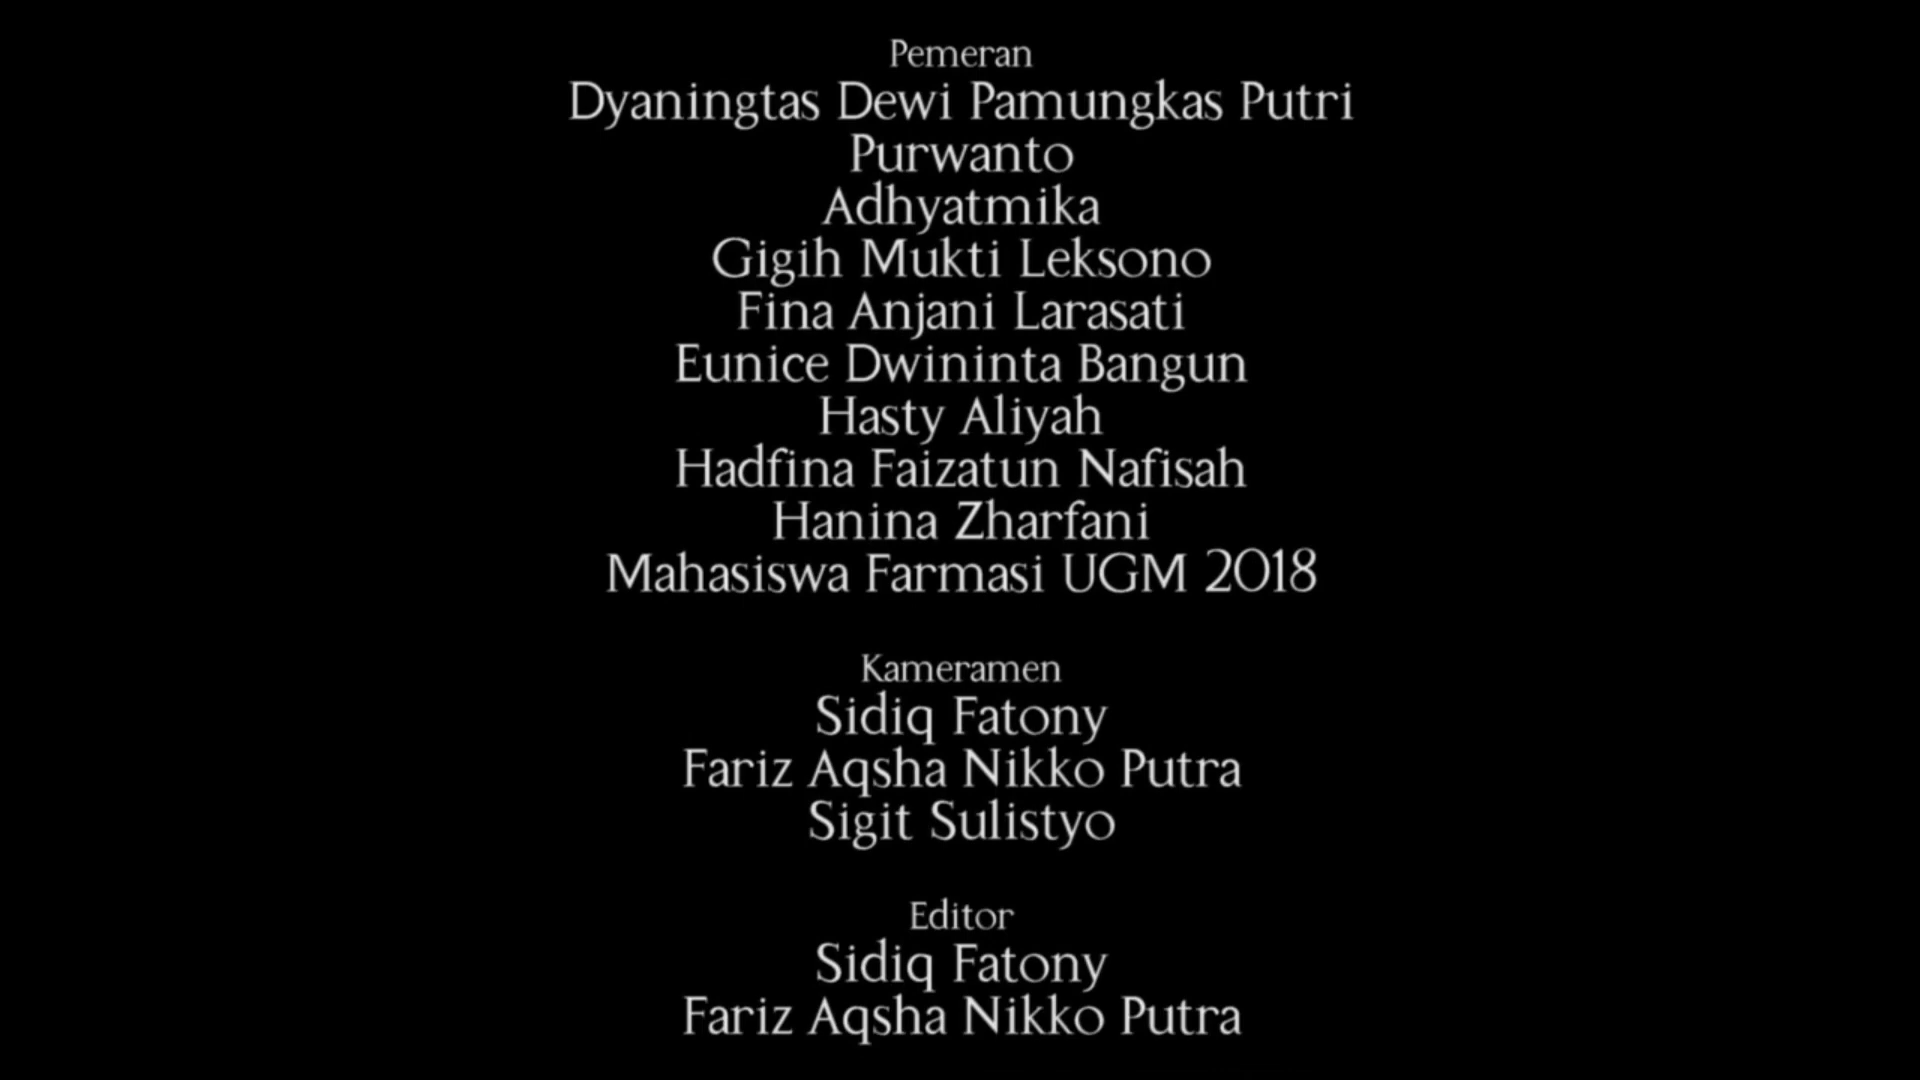 Pemeran
Dyaningtas Dewi Pamungkas Putri
Purwanto
Adhyatmika
Gigih Mukti Leksono
Fina Anjani Larasati
Eunice Dwininta Bangun
Hasty Aliyah
Hadfina Faizatun Nafisah
Hanina Zharfani
Mahasiswa Farmasi UGM 2018
Kameramen
Sidiq Fatony
Fariz Aqsha Nikko Putra
Sigit Sulistyo
Editor
Sidiq Fatony
Fariz Aqsha Nikko Putra